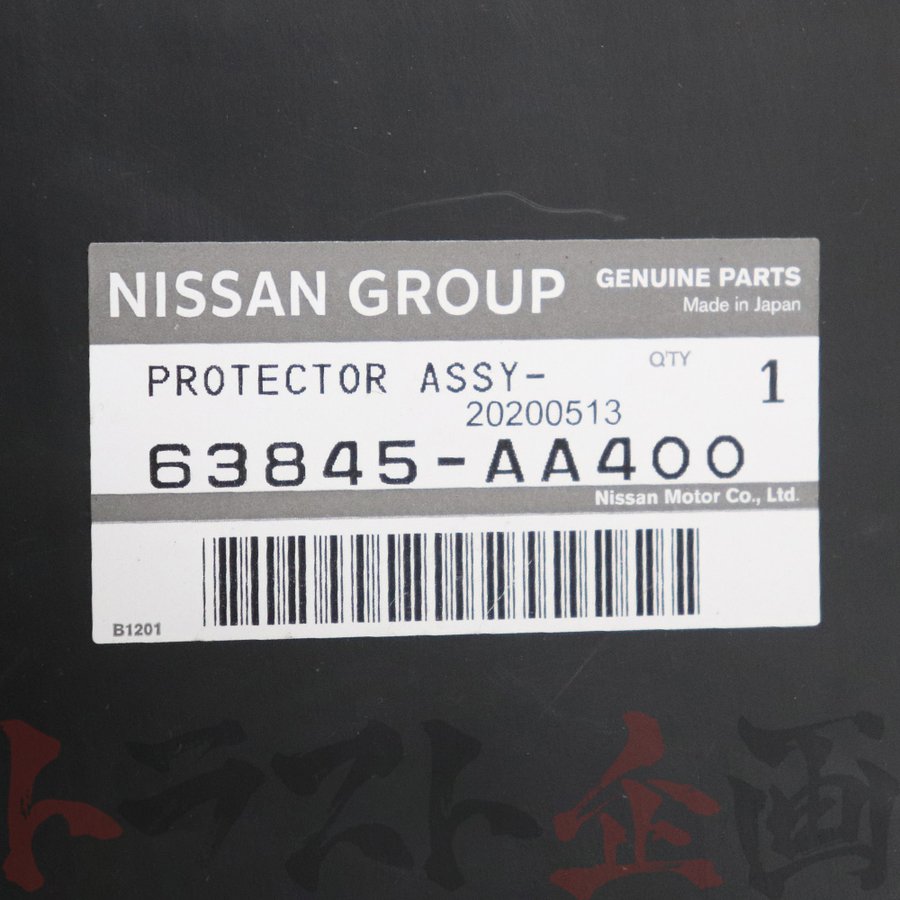 NISSAN GROUP
GENUINE PARTS
Made in Japan
PROTECTOR ASSY-
Q'TY
1
20200513
63845-AA400
Nissan Motor Co., Ltd.
B1201
トラスト企画